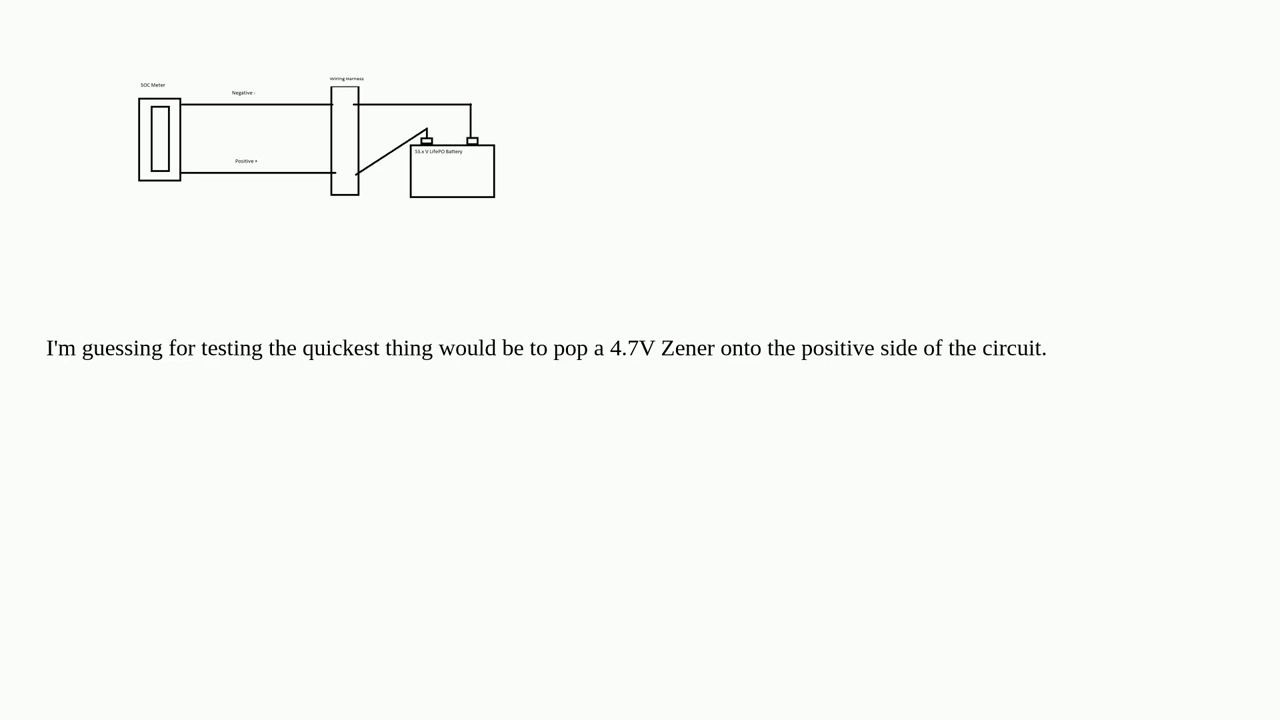 Wiring Harness
SOC Meter
Negative -
Positive +
V LifePO Battery
I'm guessing for testing the quickest thing would be to pop a 4.7V Zener onto the positive side of the circuit.